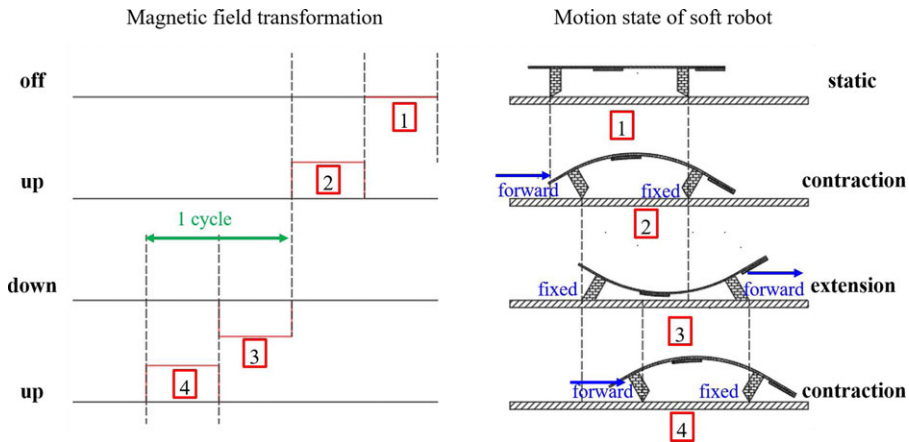 Magnetic field transformation
Motion state of soft robot
off
1
up
2
1 cycle
down
3
4
up
static
1
forward
fixed
contraction
2
fixed
forward
extension
3
forward
fixed
contraction
4